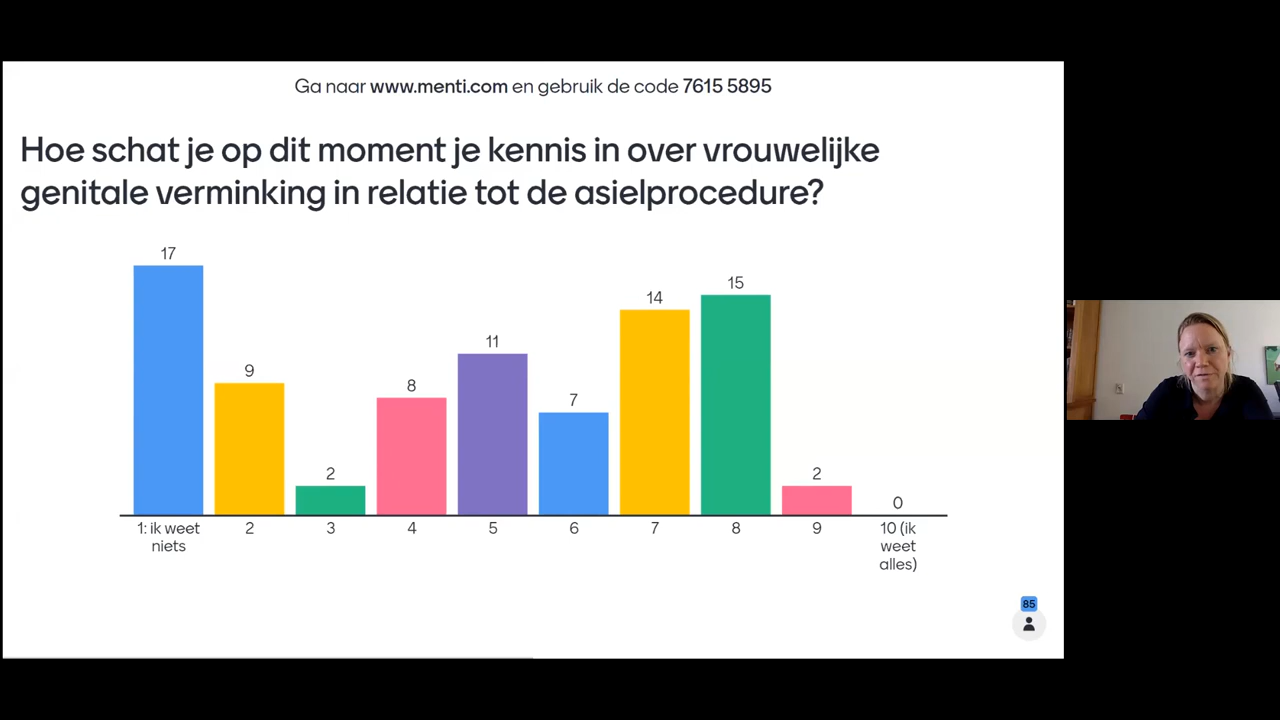 Ga naar www.menti.com en gebruik de code 7615 5895
Hoe schat je op dit moment je kennis in over vrouwelijke
genitale verminking in relatie tot de asielprocedure?
17
9
2
8
11
7
14
15
2
0
1: ik weet
niets
2
3
4
5
6
7
8
9
10 (ik
weet
alles)
85